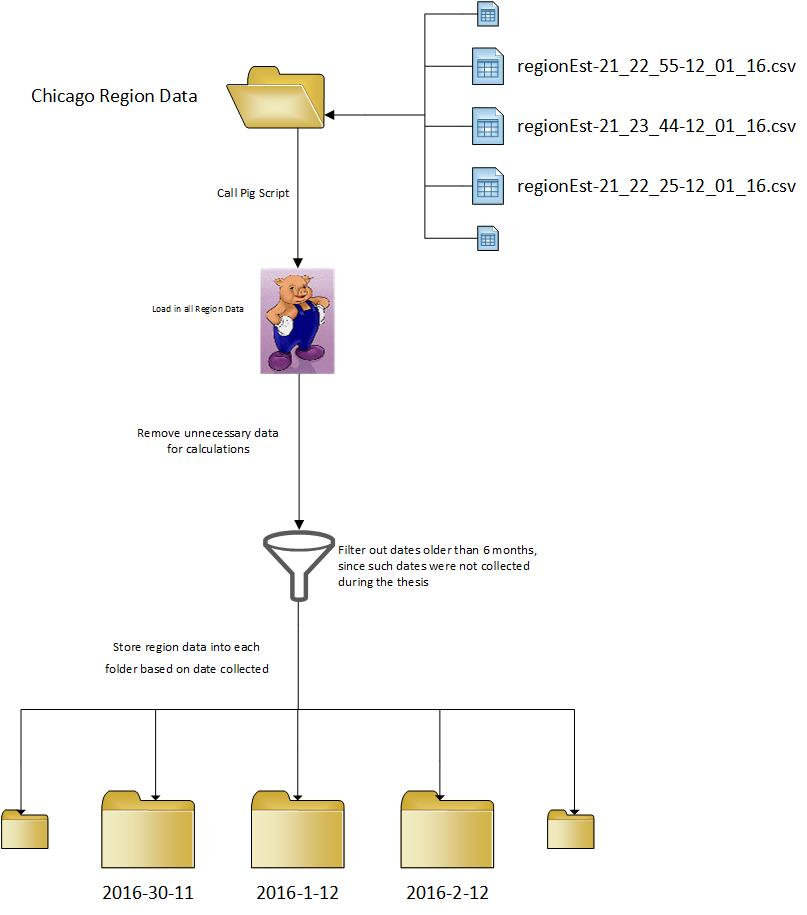 regionEst-21_22_55-12_01_16.csv
Chicago Region Data
regionEst-21_23_44-12_01_16.csv
regionEst-21_22_25-12_01_16.csv
Call Pig Script
Load in all Region Data
Remove unnecessary data
for calculations
Filter out dates older than 6 months,
since such dates were not collected
during the thesis
Store region data into each
folder based on date collected
2016-30-11
2016-1-12
2016-2-12